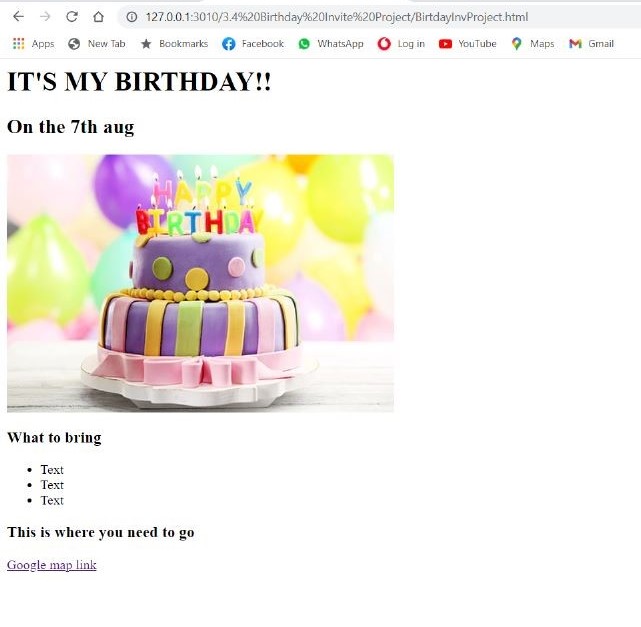 127.0.0.1:3010/3.4%20Birthday%20Invite%20Project/BirtdayInvProject.html
Apps New Tab Bookmarks Facebook WhatsApp Log in YouTube Maps Gmail
IT'S MY BIRTHDAY!!
On the 7th aug
HAPPY
BIRTHDAY
What to bring
Text
Text
Text
This is where you need to go
Google map link